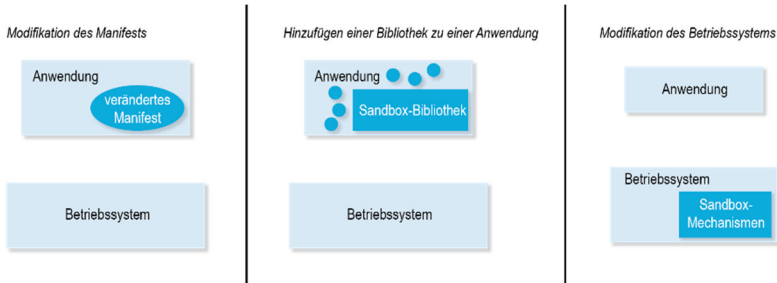 Modifikation des Manifests
Anwendung
verändertes
Manifest
Betriebssystem
Hinzufügen einer Bibliothek zu einer Anwendung
Anwendung
Sandbox-Bibliothek
Betriebssystem
Modifikation des Betriebssystems
Anwendung
Betriebssystem
Sandbox-
Mechanismen